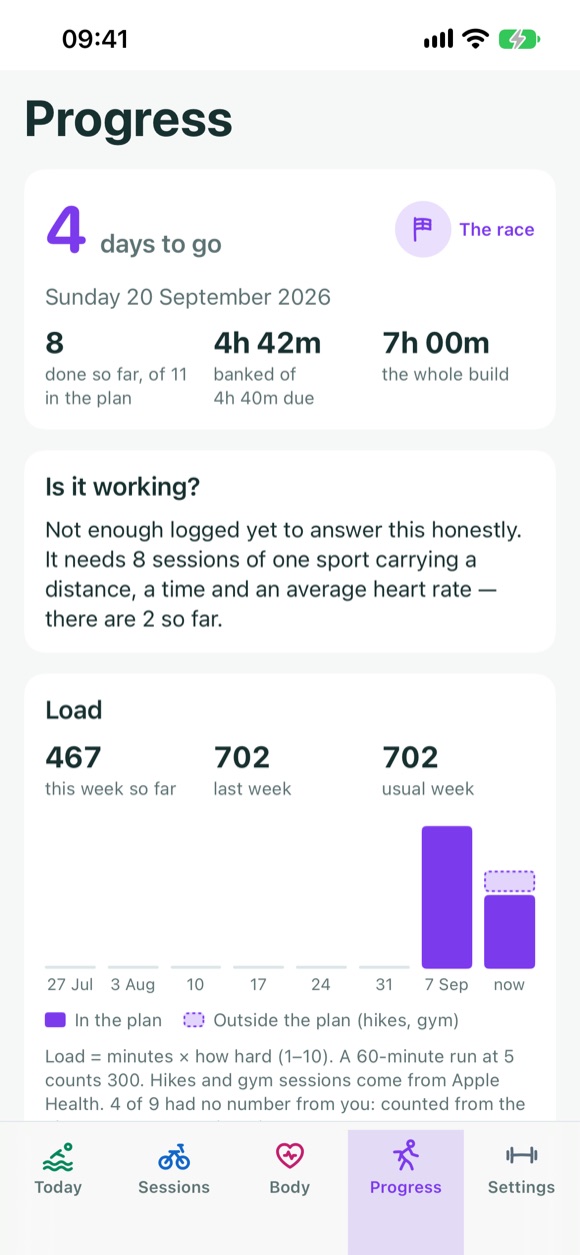 09:41
Progress
4 days to go
The race
Sunday 20 September 2026
8
done so far, of 11
in the plan
4h 42m
banked of
4h 40m due
7h 00m
the whole build
Is it working?
Not enough logged yet to answer this honestly.
It needs 8 sessions of one sport carrying a
distance, a time and an average heart rate —
there are 2 so far.
Load
467
this week so far
702
last week
702
usual week
27 Jul 3 Aug 10 17 24 31 7 Sep now
In the plan Outside the plan (hikes, gym)
Load = minutes × how hard (1–10). A 60-minute run at 5
counts 300. Hikes and gym sessions come from Apple
Health. 4 of 9 had no number from you: counted from the
Today Sessions Body Progress Settings